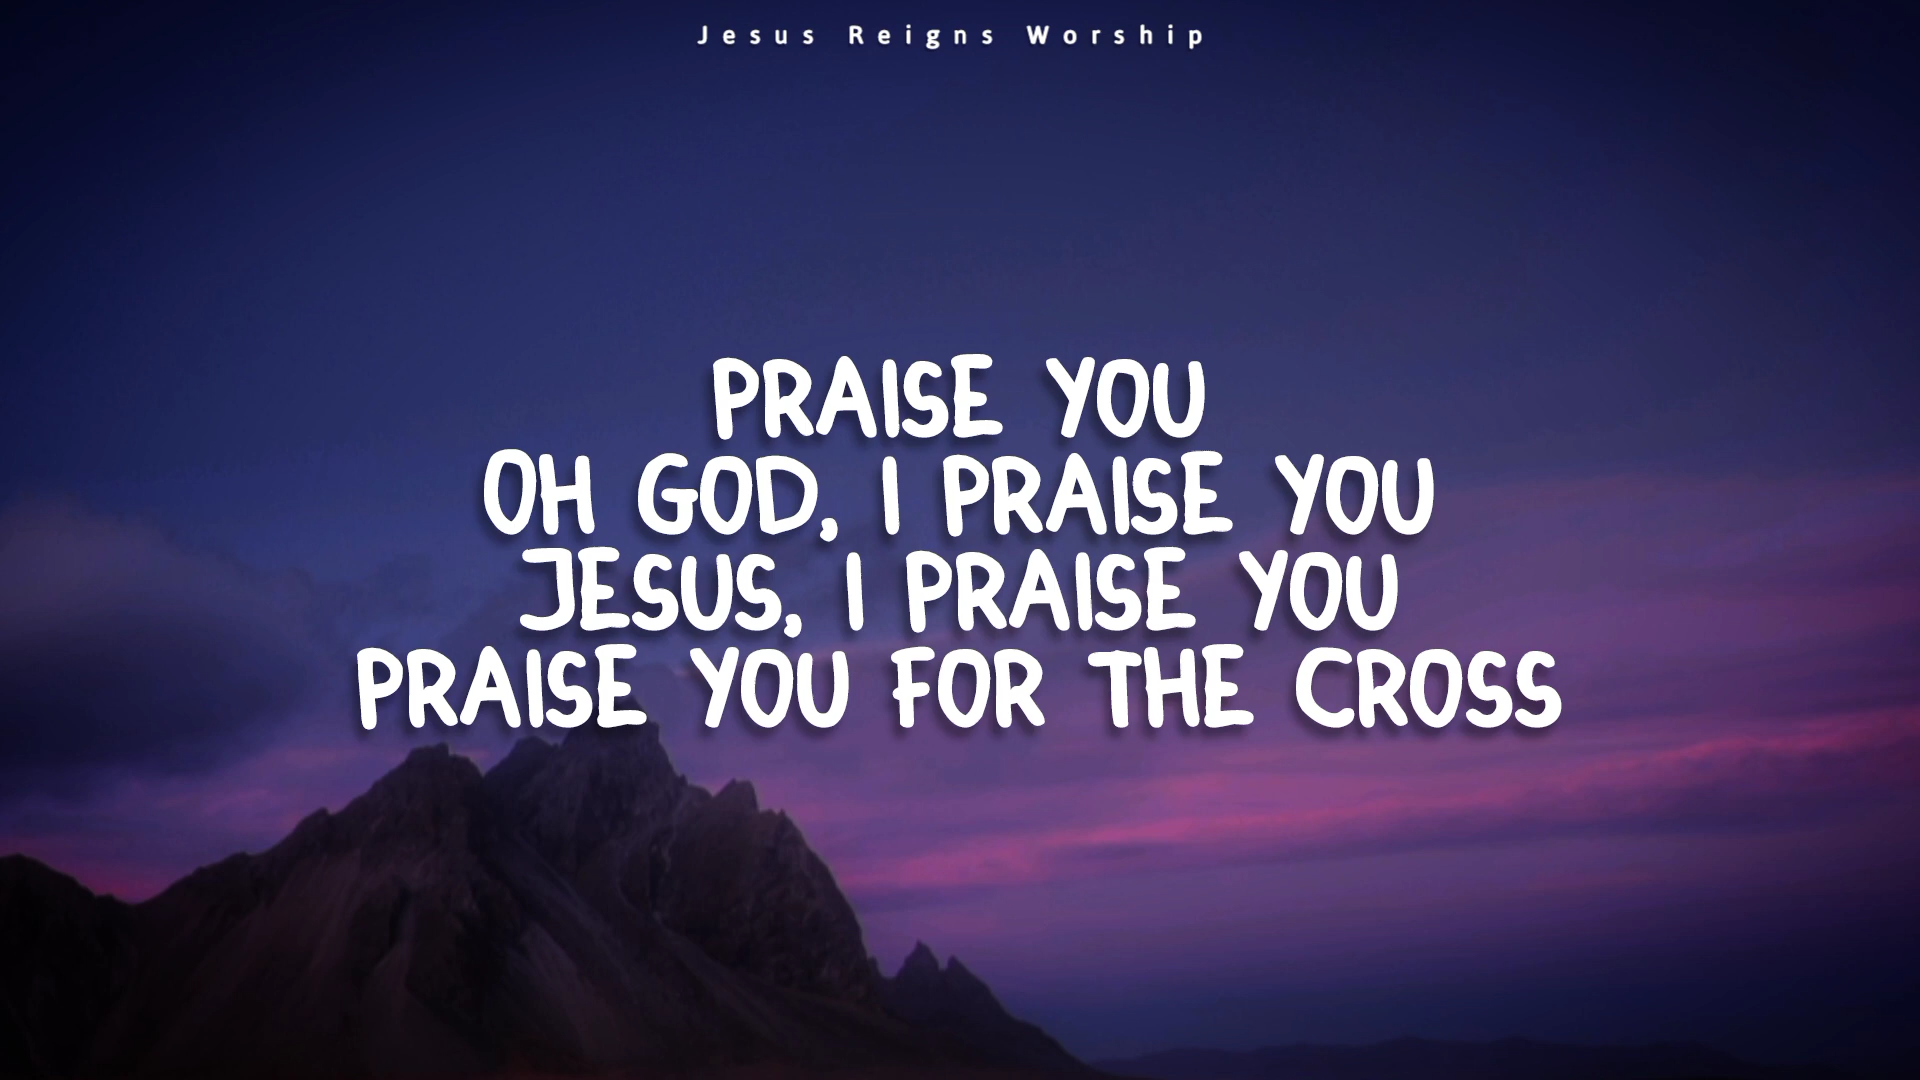 Jesus Reigns Worship
PRAISE YOU
OH GOD, I PRAISE YOU
JESUS, I PRAISE YOU
PRAISE YOU FOR THE CROSS